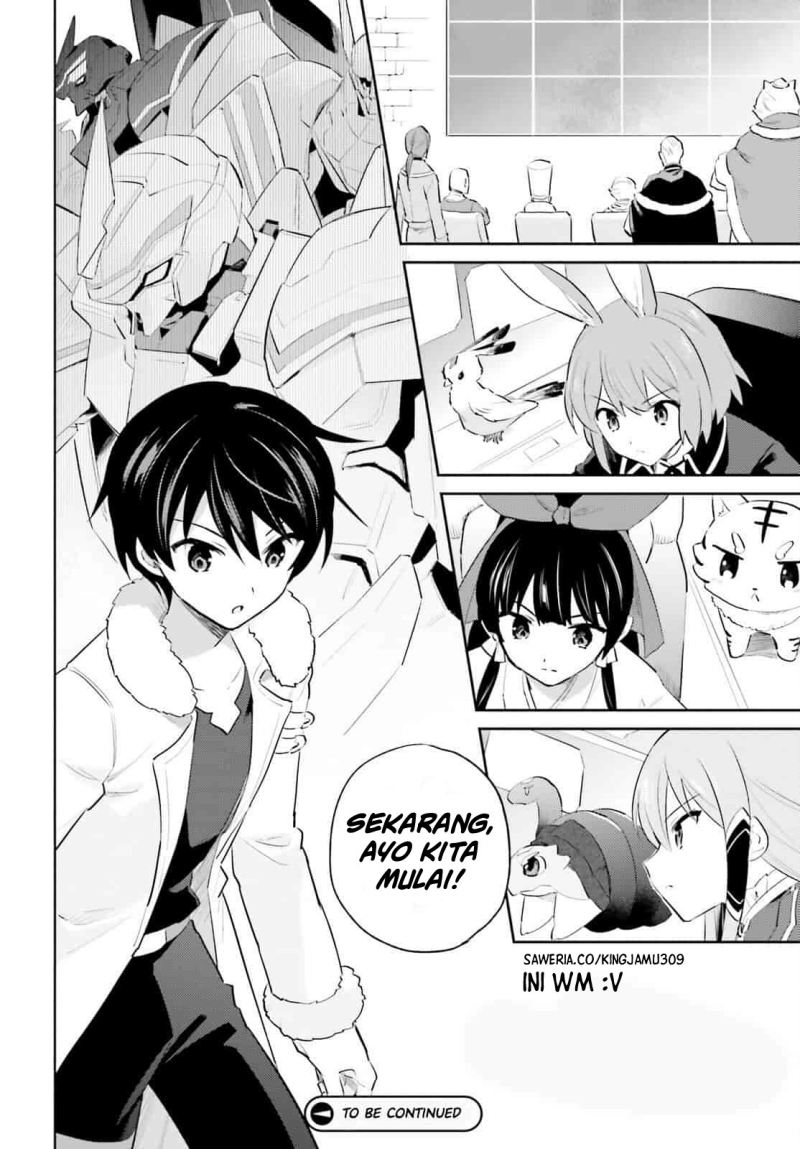 SEKARANG,
AYO KITA
MULAI!
SAWERIA.CO/KINGJAMU309
INI WM :V
TO BE CONTINUED